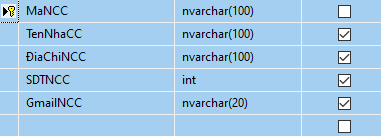 MaNCC nvarchar(100)
TenNhaCC nvarchar(100)
ĐiaChiNCC nvarchar(100)
SDTNCC int
GmailNCC nvarchar(20)